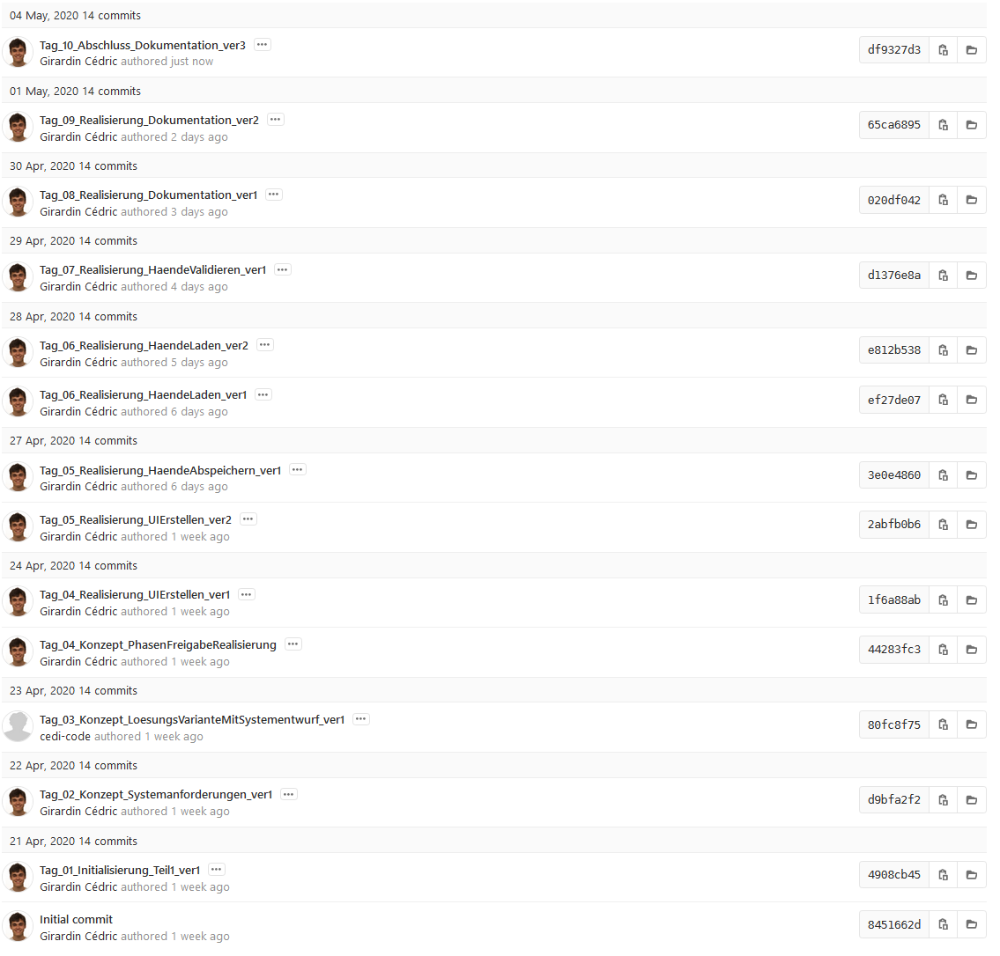 04 May, 2020 14 commits
Tag_10_Abschluss_Dokumentation_ver3
df9327d3
Girardin Cédric authored just now
01 May, 2020 14 commits
Tag_09_Realisierung_Dokumentation_ver2
65ca6895
Girardin Cédric authored 2 days ago
30 Apr, 2020 14 commits
Tag_08_Realisierung_Dokumentation_ver1
020df042
Girardin Cédric authored 3 days ago
29 Apr, 2020 14 commits
Tag_07_Realisierung_HaendeValidieren_ver1
d1376e8a
Girardin Cédric authored 4 days ago
28 Apr, 2020 14 commits
Tag_06_Realisierung_HaendeLaden_ver2
e812b538
Girardin Cédric authored 5 days ago
Tag_06_Realisierung_HaendeLaden_ver1
ef27de07
Girardin Cédric authored 6 days ago
27 Apr, 2020 14 commits
Tag_05_Realisierung_HaendeAbspeichern_ver1
3e0e4860
Girardin Cédric authored 6 days ago
Tag_05_Realisierung_UIErstellen_ver2
2abfb0b6
Girardin Cédric authored 1 week ago
24 Apr, 2020 14 commits
Tag_04_Realisierung_UIErstellen_ver1
1f6a88ab
Girardin Cédric authored 1 week ago
Tag_04_Konzept_PhasenFreigabeRealisierung
44283fc3
Girardin Cédric authored 1 week ago
23 Apr, 2020 14 commits
Tag_03_Konzept_LoesungsVarianteMitSystementwurf_ver1
80fc8f75
cedi-code authored 1 week ago
22 Apr, 2020 14 commits
Tag_02_Konzept_Systemanforderungen_ver1
d9bfa2f2
Girardin Cédric authored 1 week ago
21 Apr, 2020 14 commits
Tag_01_Initialisierung_Teil1_ver1
4908cb45
Girardin Cédric authored 1 week ago
Initial commit
8451662d
Girardin Cédric authored 1 week ago